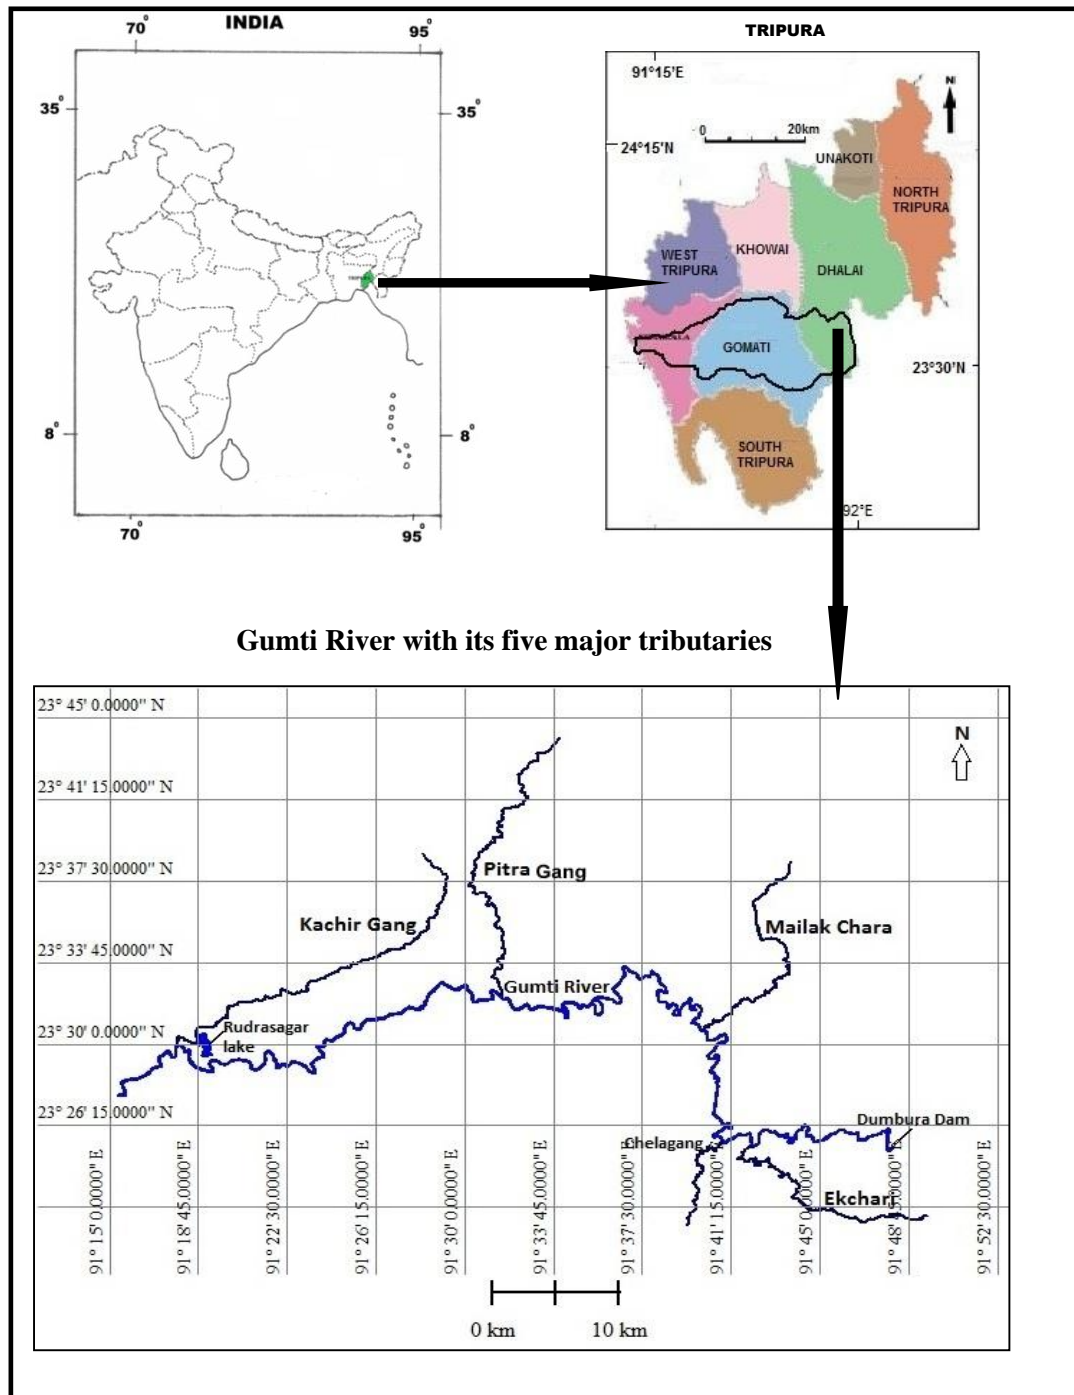 INDIA
70°
95°
35°
35°
8°
8°
70°
95°
TRIPURA
91°15'E
N
0
20km
24°15'N
UNAKOTI
NORTH
TRIPURA
WEST
TRIPURA
KHOWAI
DHALAI
GOMATI
23°30'N
SOUTH
TRIPURA
92°E
Gumti River with its five major tributaries
23° 45' 0.0000" N
N
23° 41' 15.0000" N
23° 37' 30.0000" N
Pitra Gang
Kachir Gang
Mailak Chara
23° 33' 45.0000" N
Gumti River
23° 30' 0.0000" N
Rudrasagar
lake
23° 26' 15.0000" N
Dumbura Dam
Chelagang
Ekchari
91° 15' 0.0000" E
91° 18' 45.0000" E
91° 22' 30.0000" E
91° 26' 15.0000" E
91° 30' 0.0000" E
91° 33' 45.0000" E
91° 37' 30.0000" E
91° 41' 15.0000" E
91° 45' 0.0000" E
91° 52' 30.0000" E
0 km
10 km